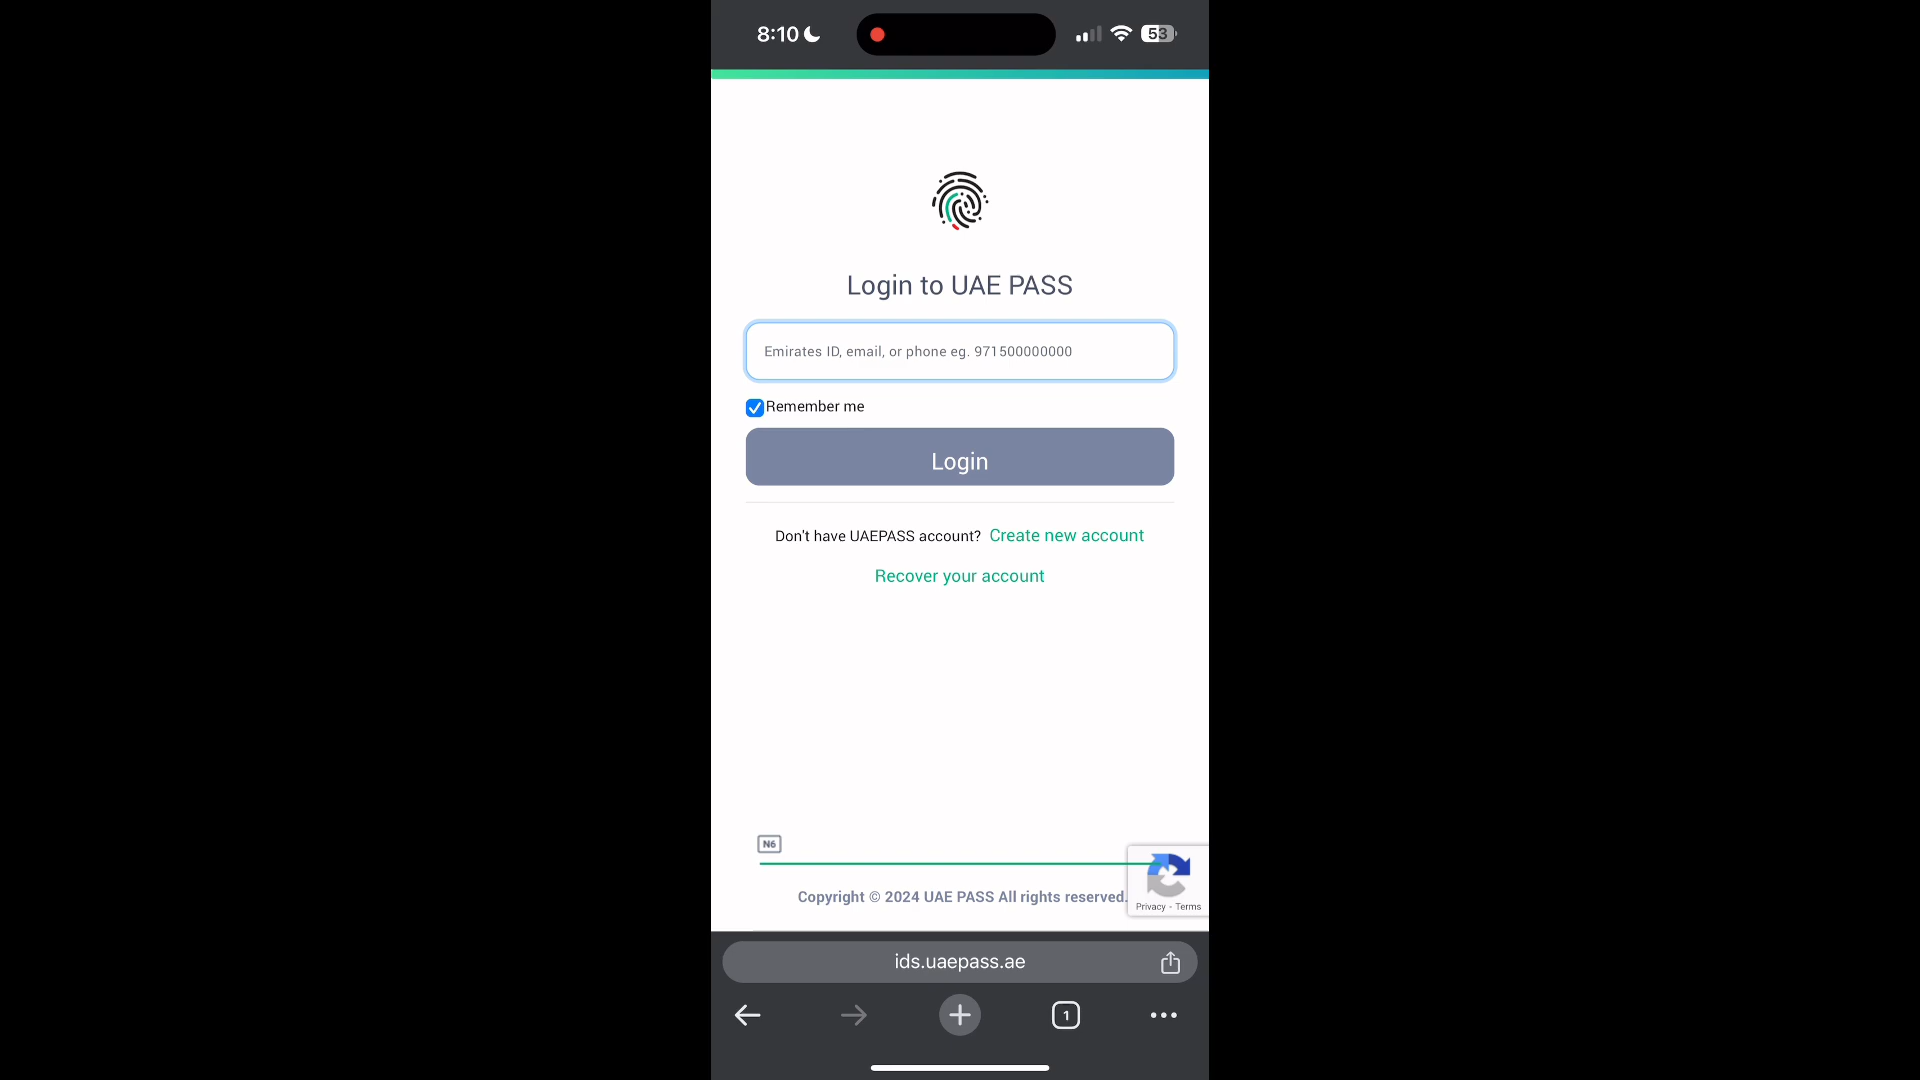 8:10
53
Login to UAE PASS
Emirates ID, email, or phone eg. 971500000000
Remember me
Login
Don't have UAEPASS account? Create new account
Recover your account
N6
Copyright © 2024 UAE PASS All rights reserved.
Privacy - Terms
ids.uaepass.ae
1